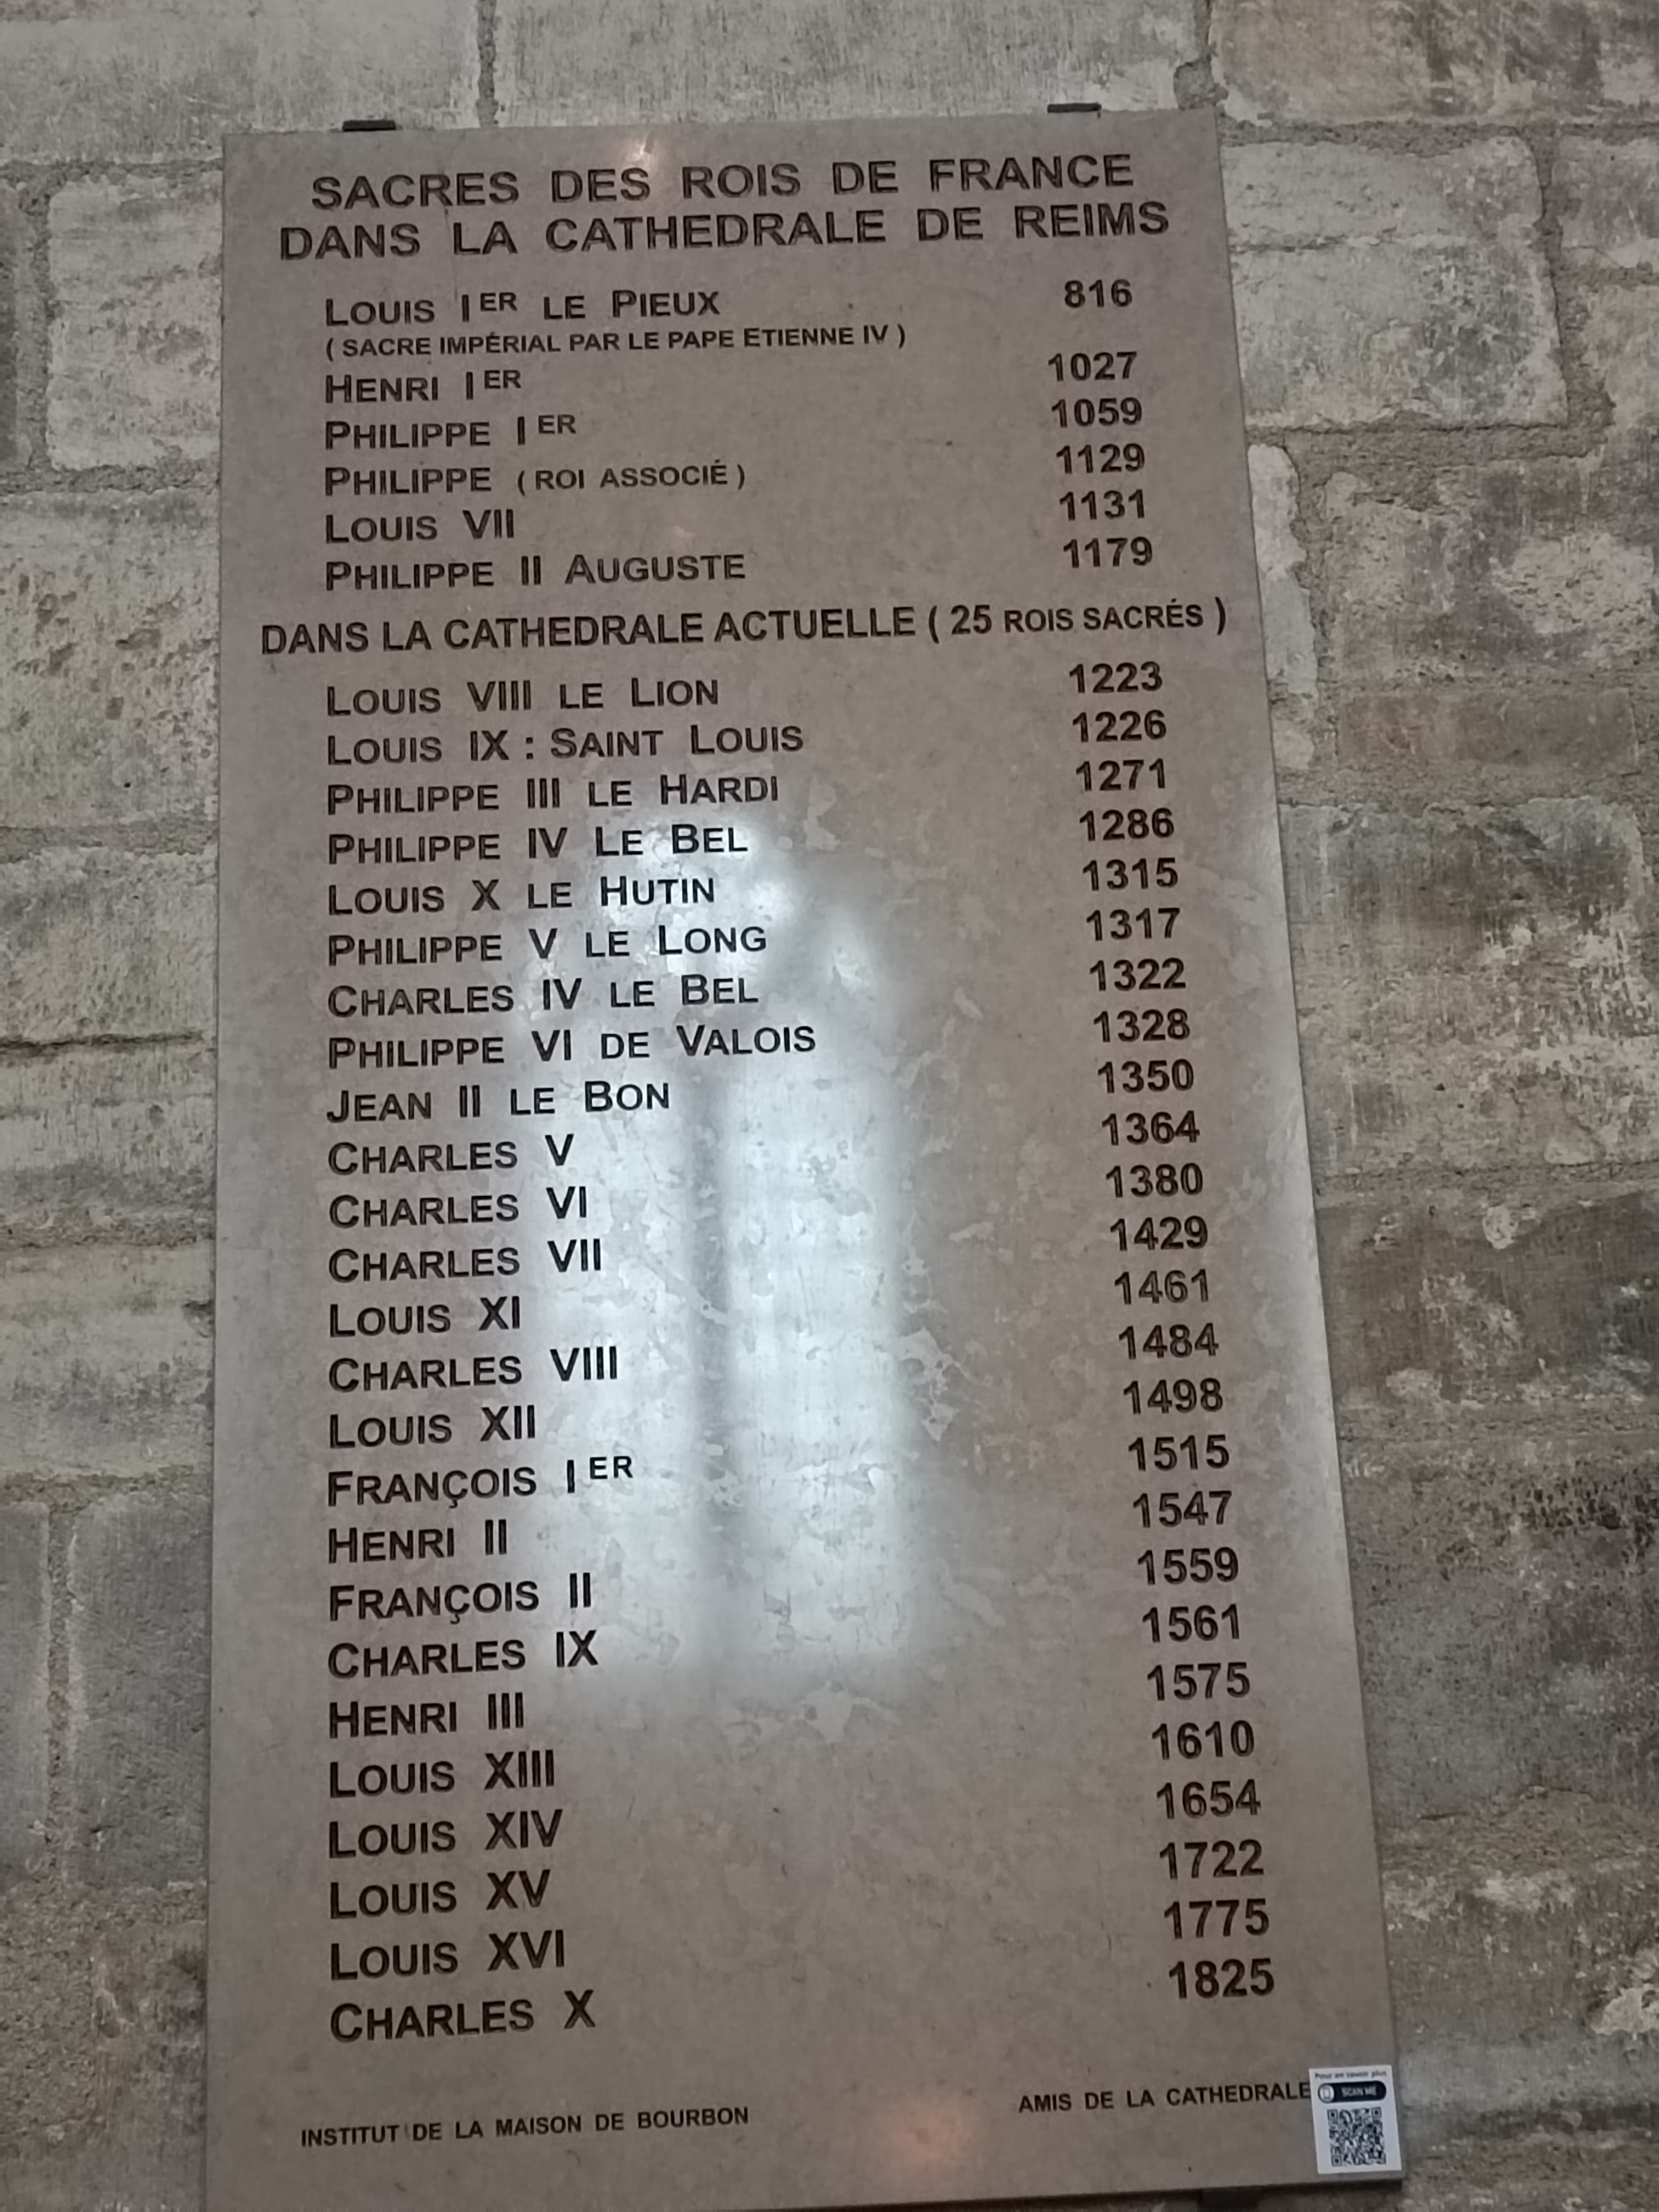 SACRES DES ROIS DE FRANCE
DANS LA CATHEDRALE DE REIMS
LOUIS IER LE PIEUX 816
( SACRE IMPÉRIAL PAR LE PAPE ETIENNE IV )
HENRI IER 1027
PHILIPPE IER 1059
PHILIPPE ( ROI ASSOCIÉ ) 1129
LOUIS VII 1131
PHILIPPE II AUGUSTE 1179
DANS LA CATHEDRALE ACTUELLE ( 25 ROIS SACRÉS )
LOUIS VIII LE LION 1223
LOUIS IX : SAINT LOUIS 1226
PHILIPPE III LE HARDI 1271
PHILIPPE IV LE BEL 1286
LOUIS X LE HUTIN 1315
PHILIPPE V LE LONG 1317
CHARLES IV LE BEL 1322
PHILIPPE VI DE VALOIS 1328
JEAN II LE BON 1350
CHARLES V 1364
CHARLES VI 1380
CHARLES VII 1429
LOUIS XI 1461
CHARLES VIII 1484
LOUIS XII 1498
FRANÇOIS IER 1515
HENRI II 1547
FRANÇOIS II 1559
CHARLES IX 1561
HENRI III 1575
LOUIS XIII 1610
LOUIS XIV 1654
LOUIS XV 1722
LOUIS XVI 1775
CHARLES X 1825
INSTITUT DE LA MAISON DE BOURBON
AMIS DE LA CATHEDRALE
Pour en savoir plus
SCAN ME